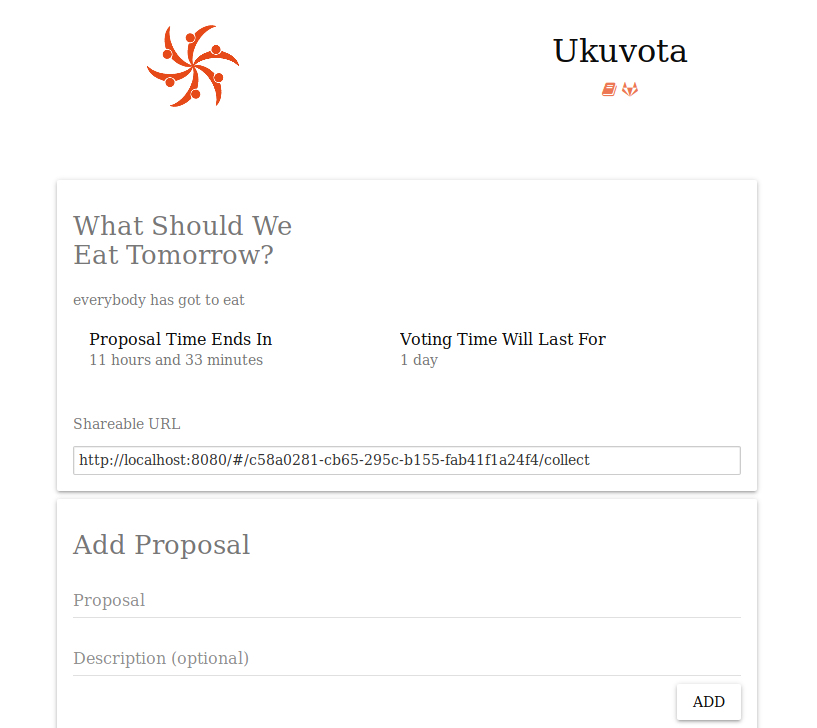 Ukuvota
What Should We
Eat Tomorrow?
everybody has got to eat
Proposal Time Ends In
11 hours and 33 minutes
Voting Time Will Last For
1 day
Shareable URL
http://localhost:8080/#/c58a0281-cb65-295c-b155-fab41f1a24f4/collect
Add Proposal
Proposal
Description (optional)
ADD